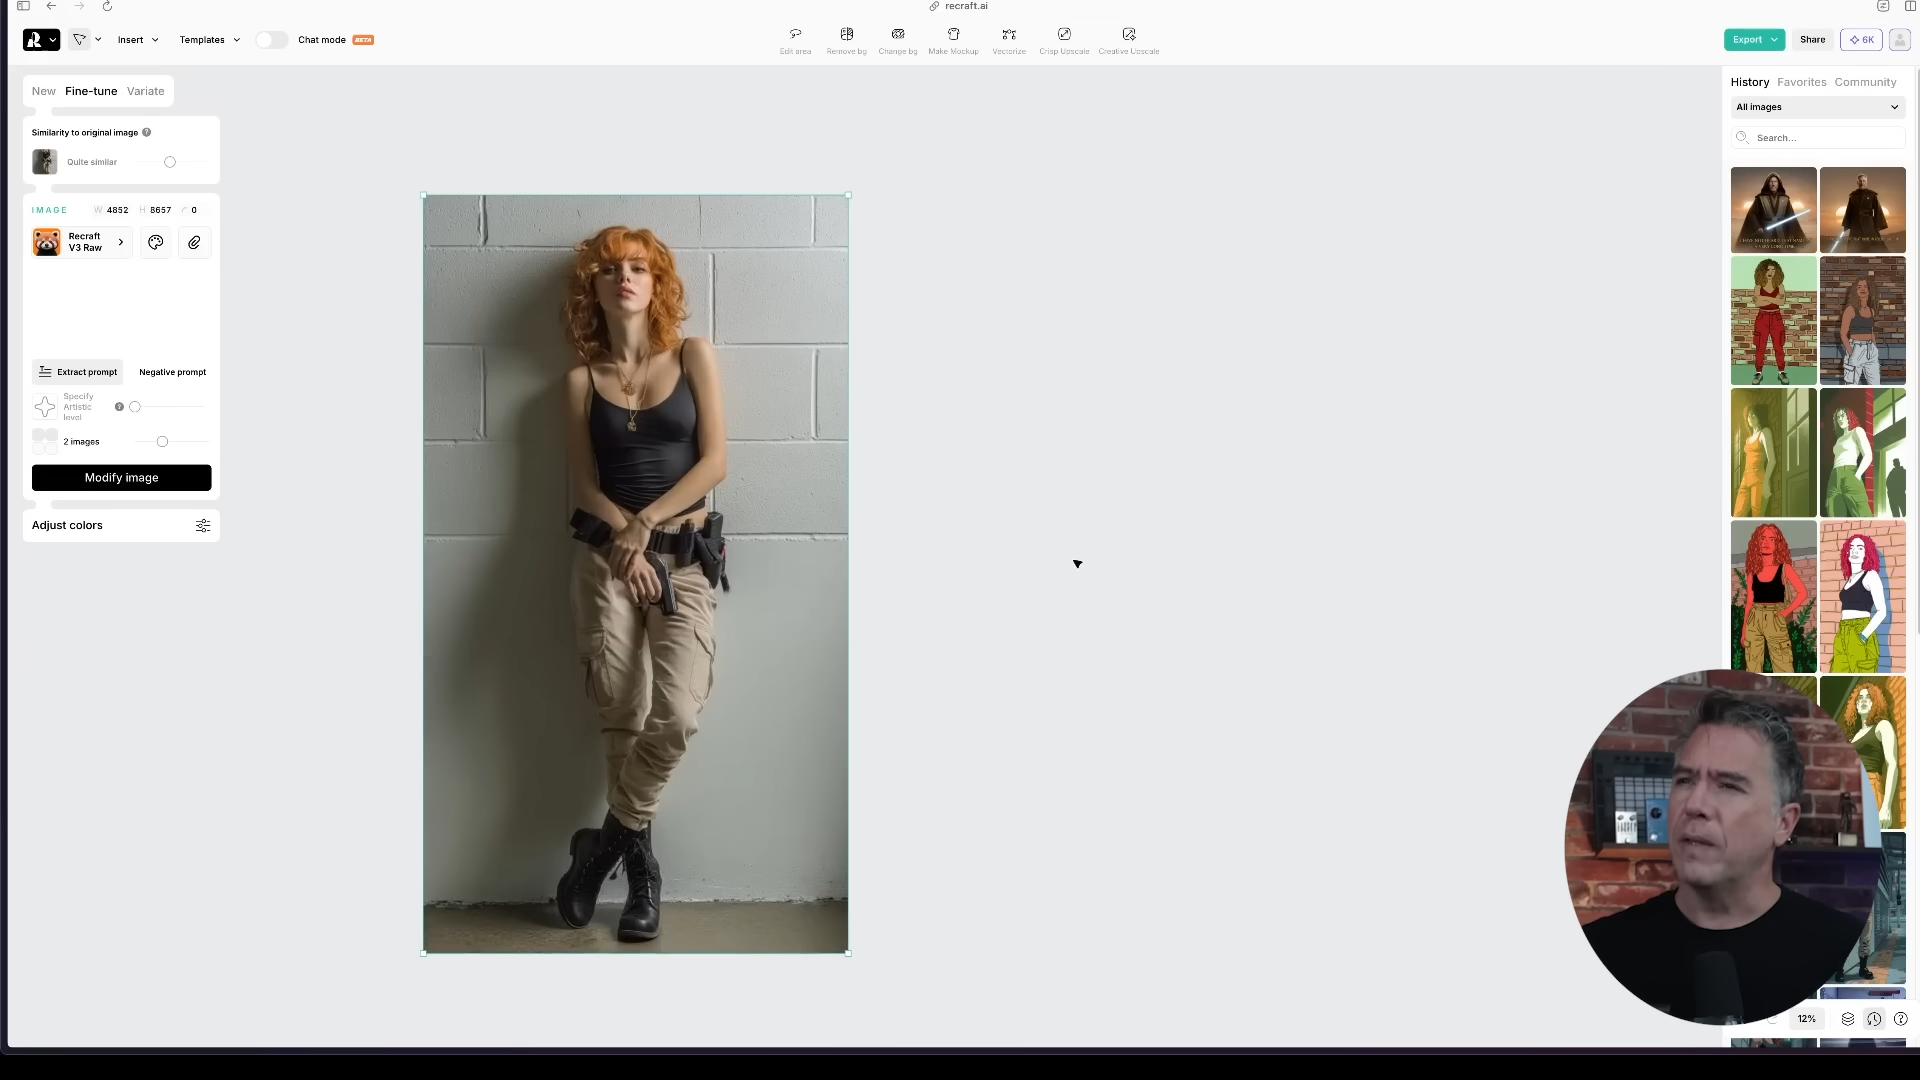 recraft.ai
Insert
Templates
Chat mode
BETA
Edit area
Remove bg
Change bg
Make Mockup
Vectorize
Crisp Upscale
Creative Upscale
Export
Share
6K
New
Fine-tune
Variate
Similarity to original image
?
Quite similar
IMAGE
W 4852
H 8657
0
Recraft
V3 Raw
Extract prompt
Negative prompt
Specify
Artistic
level
?
2 images
Modify image
Adjust colors
History
Favorites
Community
All images
Search...
12%